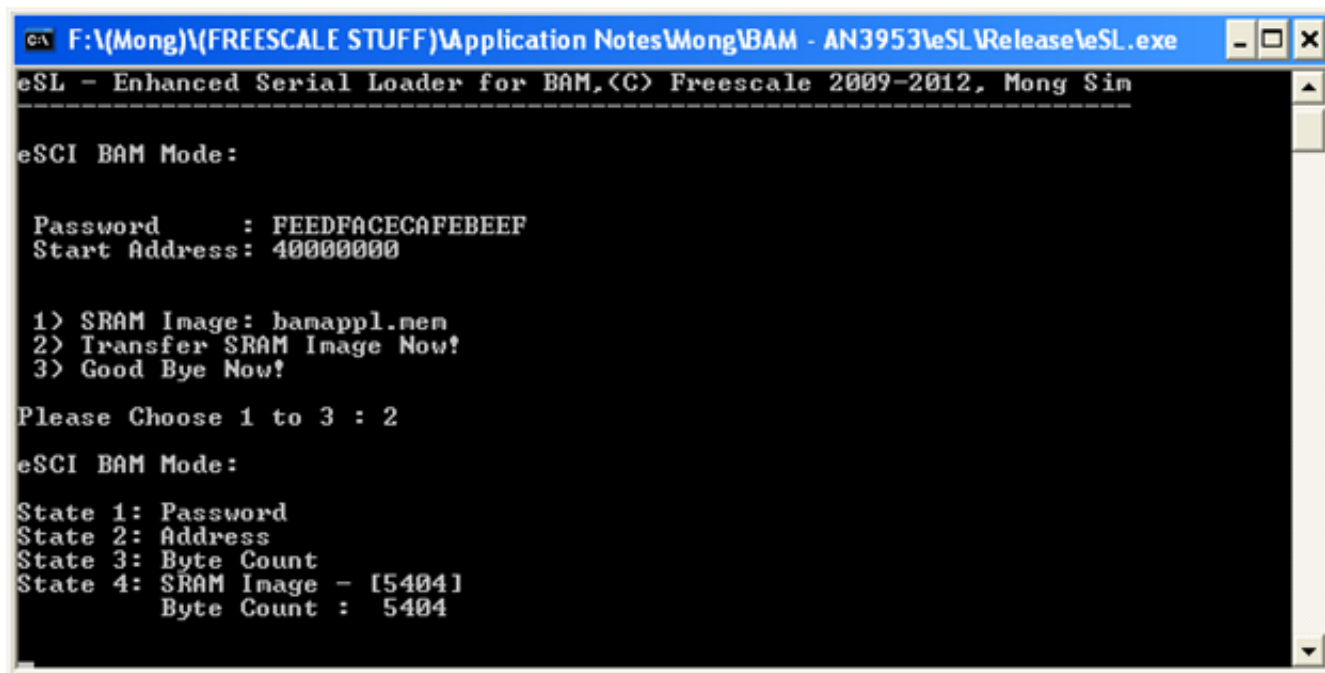 F:\(Mong)\(FREESCALE STUFF)\Application Notes\Mong\BAM - AN3953\eSL\Release\eSL.exe
eSL - Enhanced Serial Loader for BAM,(C) Freescale 2009-2012, Mong Sim
----------------------------------------------------------------------
eSCI BAM Mode:
Password : FEEDFACECAFEBEEF
Start Address: 40000000
1) SRAM Image: bamappl.mem
2) Transfer SRAM Image Now!
3) Good Bye Now!
Please Choose 1 to 3 : 2
eSCI BAM Mode:
State 1: Password
State 2: Address
State 3: Byte Count
State 4: SRAM Image - [5404]
Byte Count : 5404